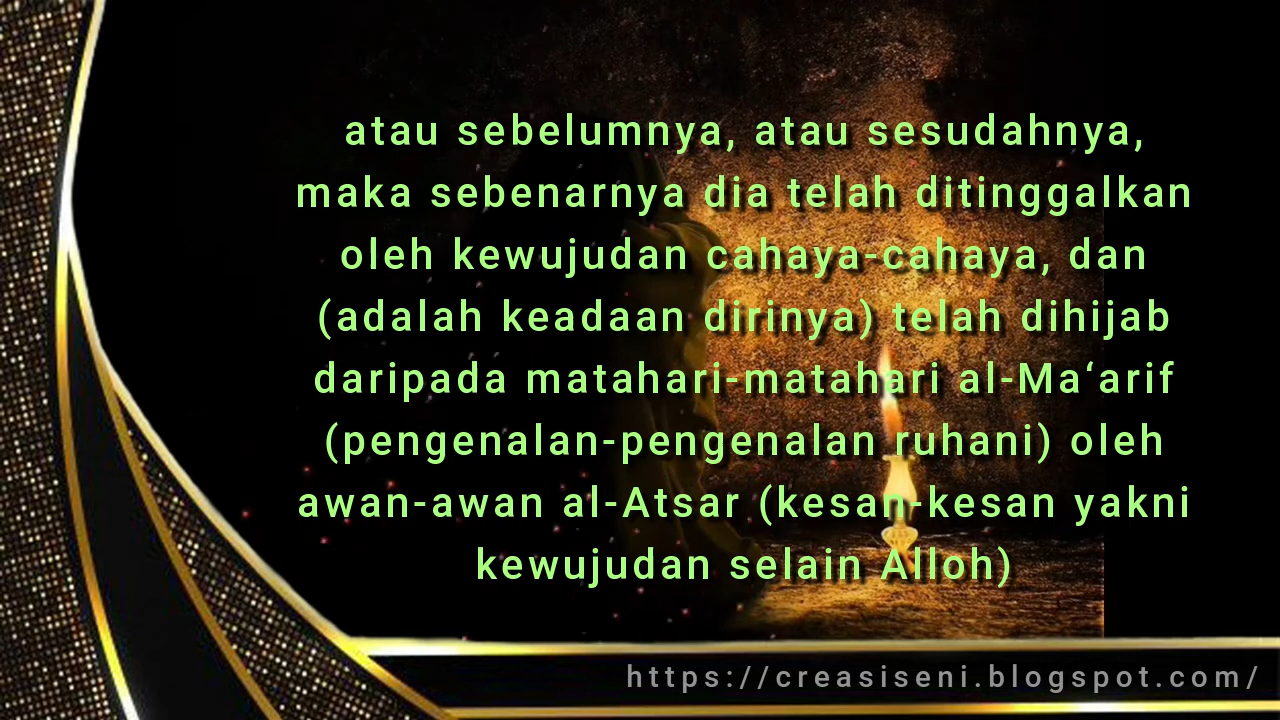 atau sebelumnya, atau sesudahnya,
maka sebenarnya dia telah ditinggalkan
oleh kewujudan cahaya-cahaya, dan
(adalah keadaan dirinya) telah dihijab
daripada matahari-matahari al-Ma‘arif
(pengenalan-pengenalan ruhani) oleh
awan-awan al-Atsar (kesan-kesan yakni
kewujudan selain Alloh)
https://creasiseni.blogspot.com/